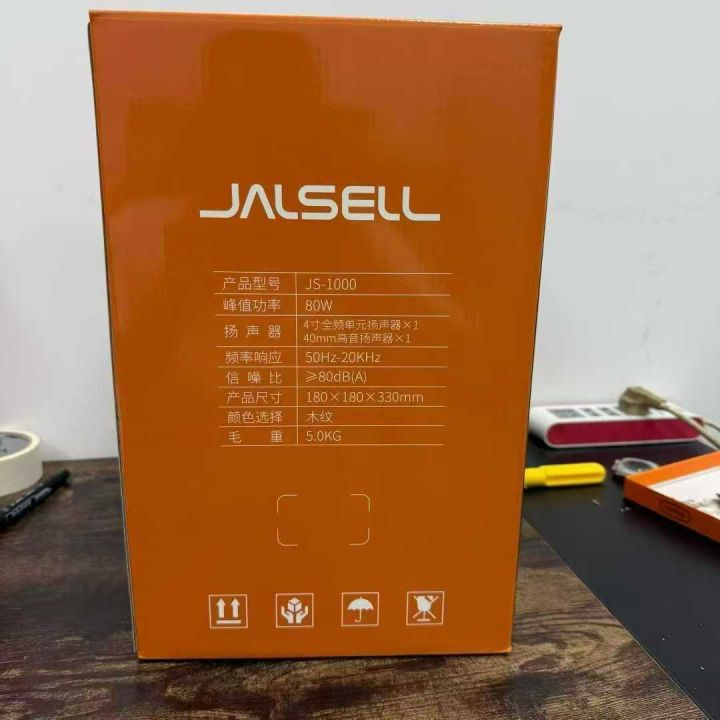 JALSELL
产品型号 JS-1000
峰值功率 80W
扬声器 4寸全频单元扬声器×1
40mm高音扬声器×1
频率响应 50Hz-20KHz
信噪比 ≥80dB(A)
产品尺寸 180×180×330mm
颜色选择 木纹
毛重 5.0KG